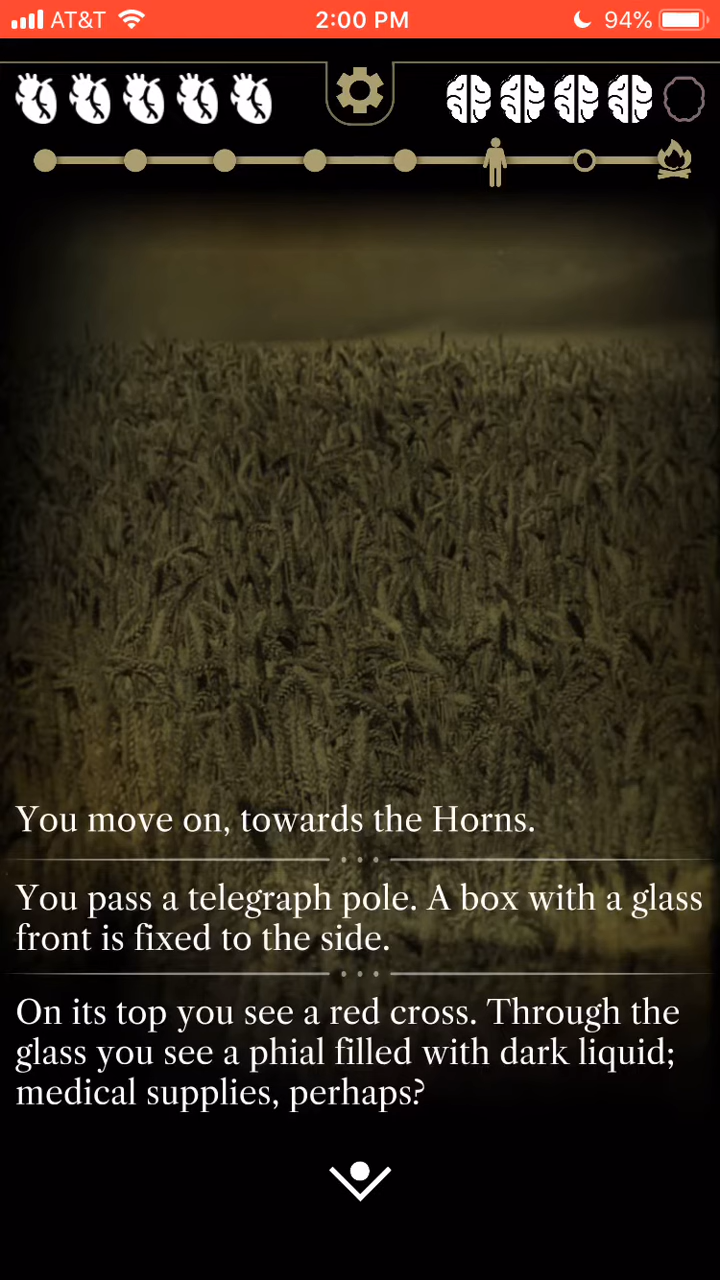 AT&T 2:00 PM 94%
You move on, towards the Horns.
You pass a telegraph pole. A box with a glass
front is fixed to the side.
On its top you see a red cross. Through the
glass you see a phial filled with dark liquid;
medical supplies, perhaps?